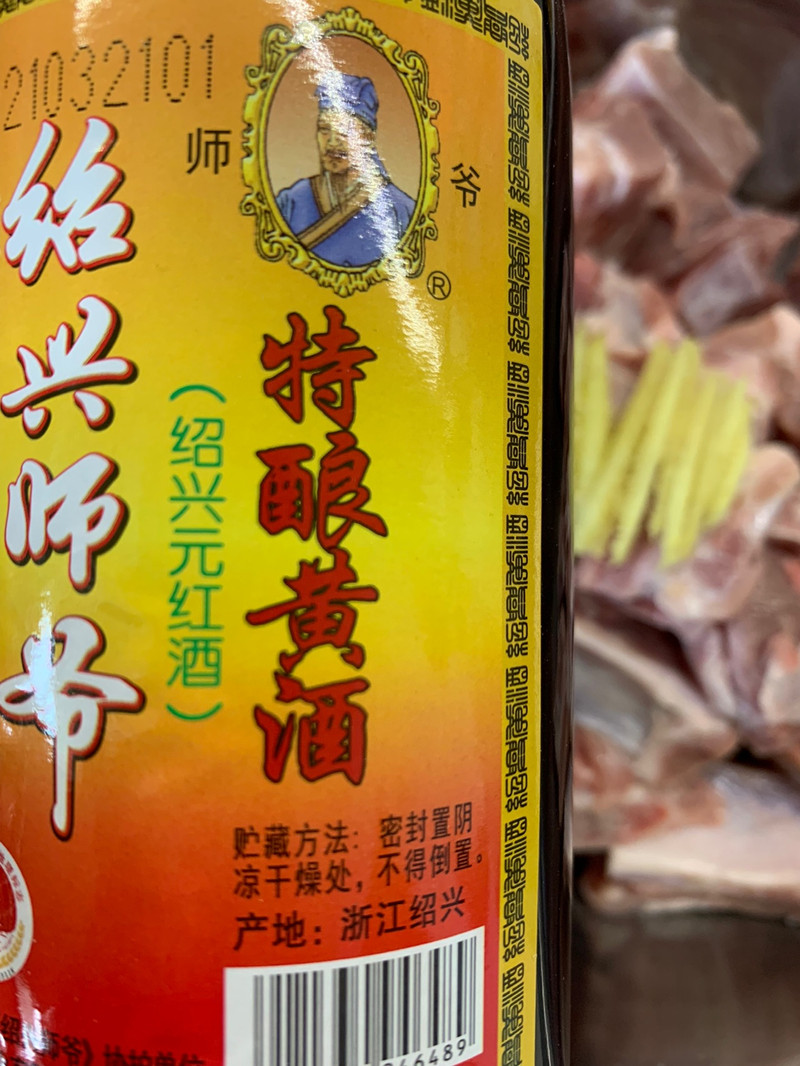 21032101
师爷
®
绍兴师爷
特酿黄酒
（绍兴元红酒）
贮藏方法：密封置阴
凉干燥处，不得倒置。
产地：浙江绍兴
46489